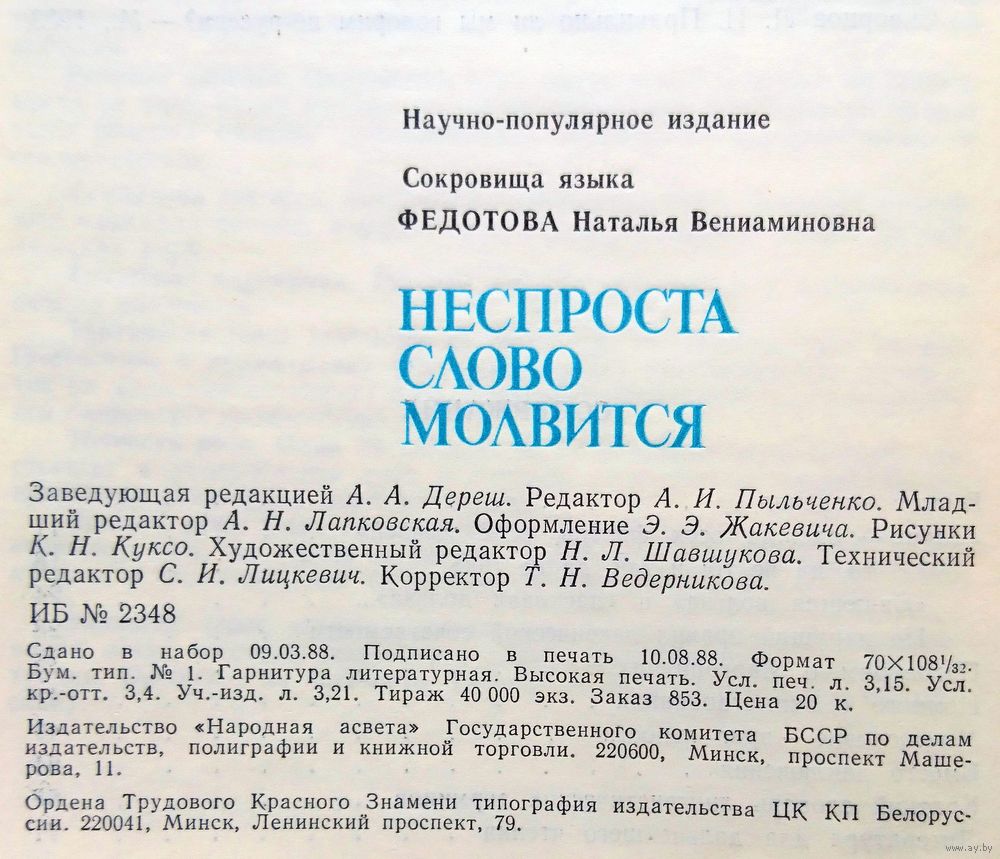 Научно-популярное издание
Сокровища языка
ФЕДОТОВА Наталья Вениаминовна
НЕСПРОСТА
СЛОВО
МОЛВИТСЯ
Заведующая редакцией А. А. Дереш. Редактор А. И. Пыльченко. Млад-
ший редактор А. Н. Лапковская. Оформление Э. Э. Жакевича. Рисунки
К. Н. Куксо. Художественный редактор Н. Л. Шавшукова. Технический
редактор С. И. Лицкевич. Корректор Т. Н. Ведерникова.
ИБ № 2348
Сдано в набор 09.03.88. Подписано в печать 10.08.88. Формат 70×108¹/₃₂.
Бум. тип. № 1. Гарнитура литературная. Высокая печать. Усл. печ. л. 3,15. Усл.
кр.-отт. 3,4. Уч.-изд. л. 3,21. Тираж 40 000 экз. Заказ 853. Цена 20 к.
Издательство «Народная асвета» Государственного комитета БССР по делам
издательств, полиграфии и книжной торговли. 220600, Минск, проспект Маше-
рова, 11.
Ордена Трудового Красного Знамени типография издательства ЦК КП Белорус-
сии. 220041, Минск, Ленинский проспект, 79.
www.ay.by